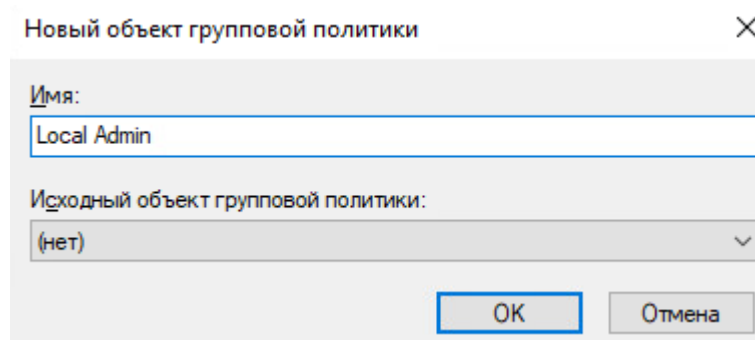 Новый объект групповой политики
Имя:
Local Admin
Исходный объект групповой политики:
(нет)
OK
Отмена